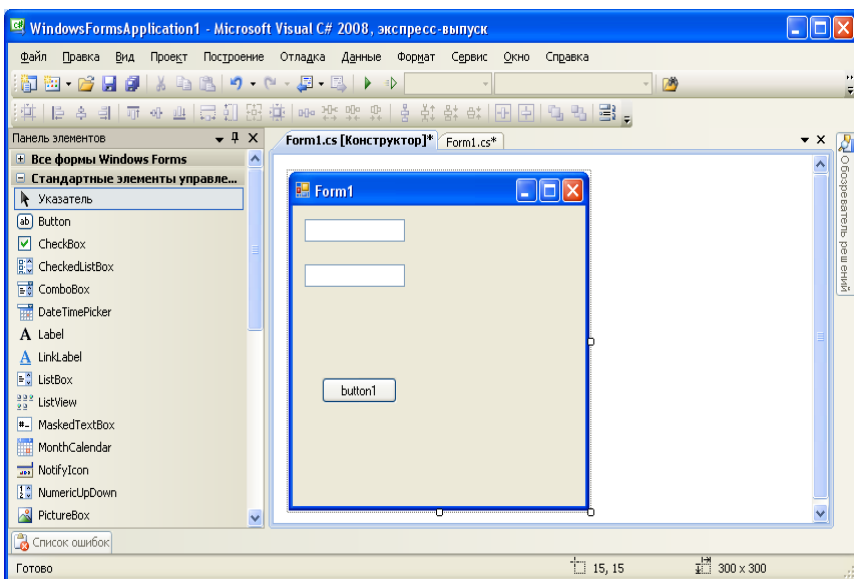 WindowsFormsApplication1 - Microsoft Visual C# 2008, экспресс-выпуск
Файл Правка Вид Проект Построение Отладка Данные Формат Сервис Окно Справка
Панель элементов
Form1.cs [Конструктор]* Form1.cs*
Все формы Windows Forms
Стандартные элементы управле...
Указатель
Button
CheckBox
CheckedListBox
ComboBox
DateTimePicker
Label
LinkLabel
ListBox
ListView
MaskedTextBox
MonthCalendar
NotifyIcon
NumericUpDown
PictureBox
Form1
button1
Обозреватель решений
Список ошибок
Готово 15, 15 300 x 300